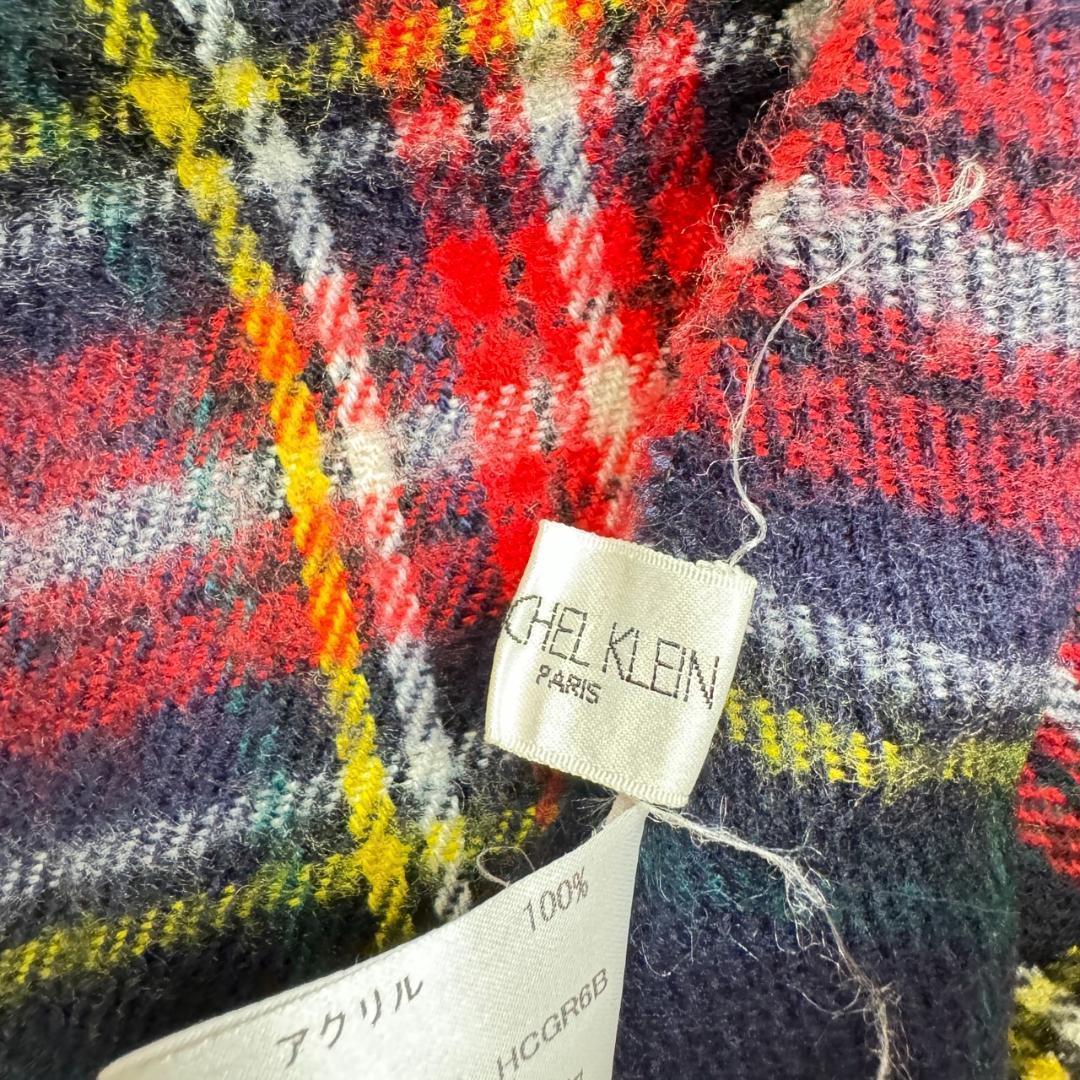 CHEL KLEIN
PARIS
アクリル 100%
HCGR6B